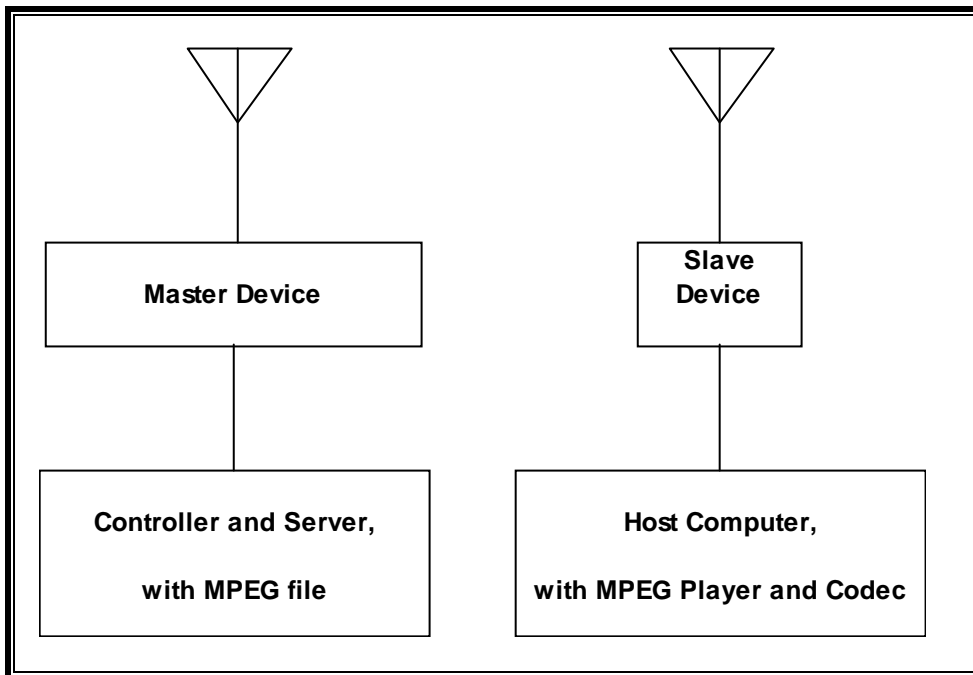 Master Device
Slave
Device
Controller and Server,
with MPEG file
Host Computer,
with MPEG Player and Codec